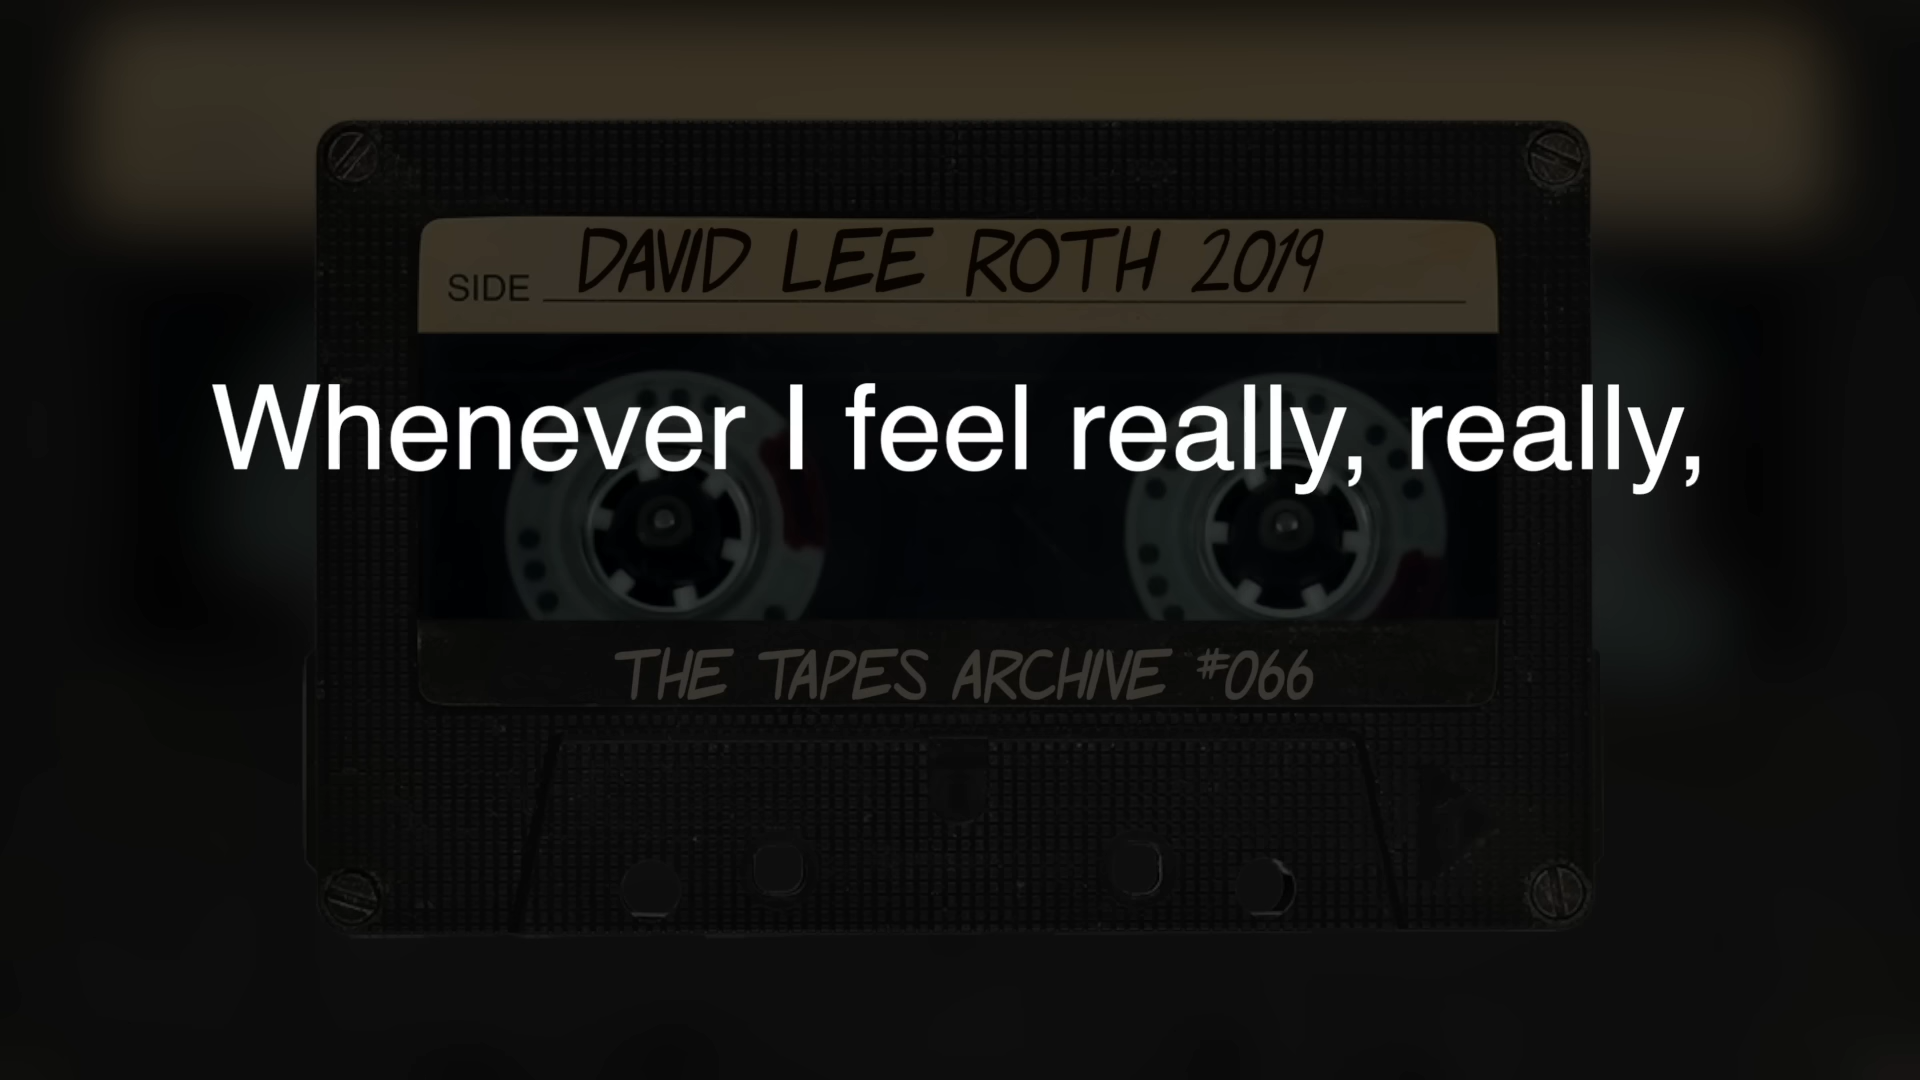 DAVID LEE ROTH 2019
SIDE
Whenever I feel really, really,
THE TAPES ARCHIVE #066